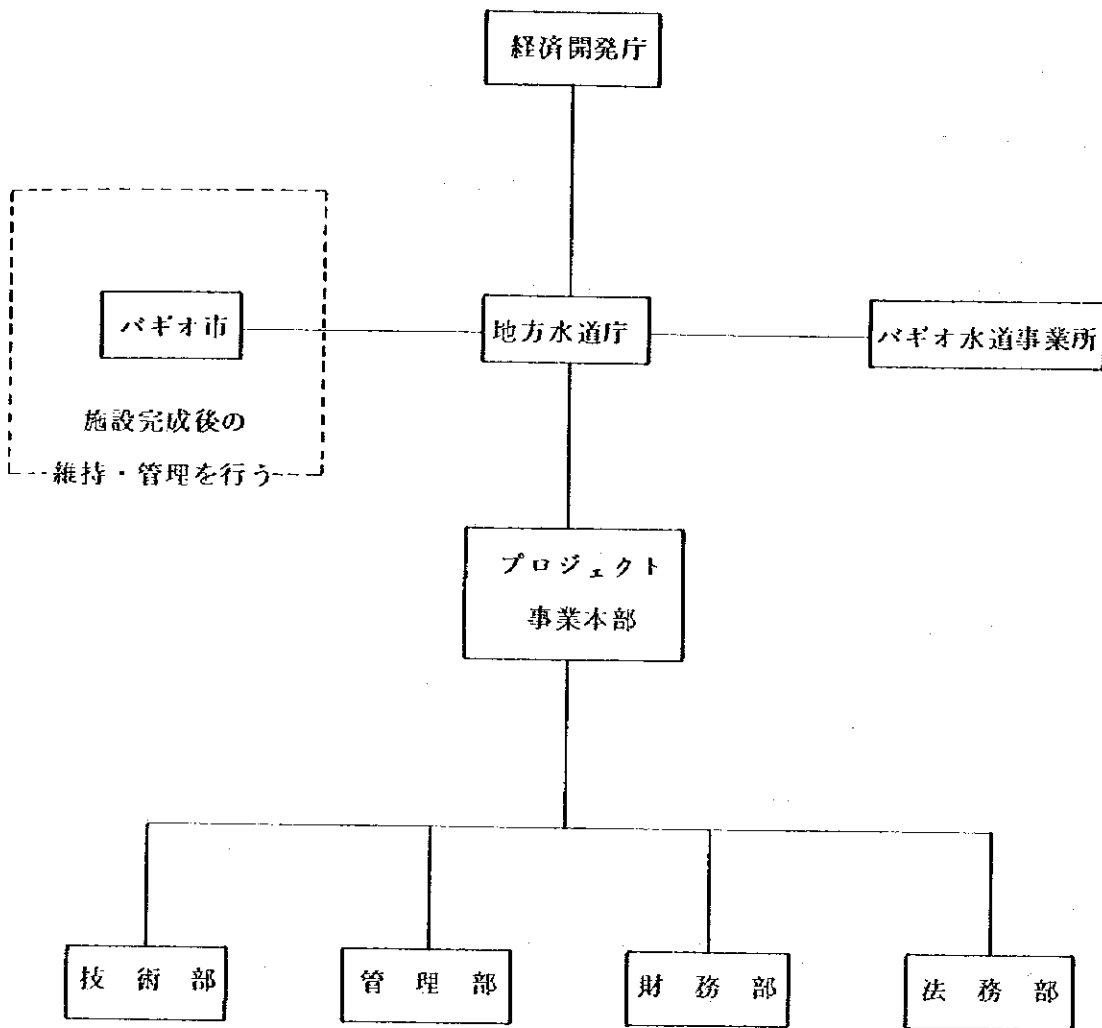 経済開発庁
バギオ市
地方水道庁
バギオ水道事業所
施設完成後の
維持・管理を行う
プロジェクト
事業本部
技術部
管理部
財務部
法務部